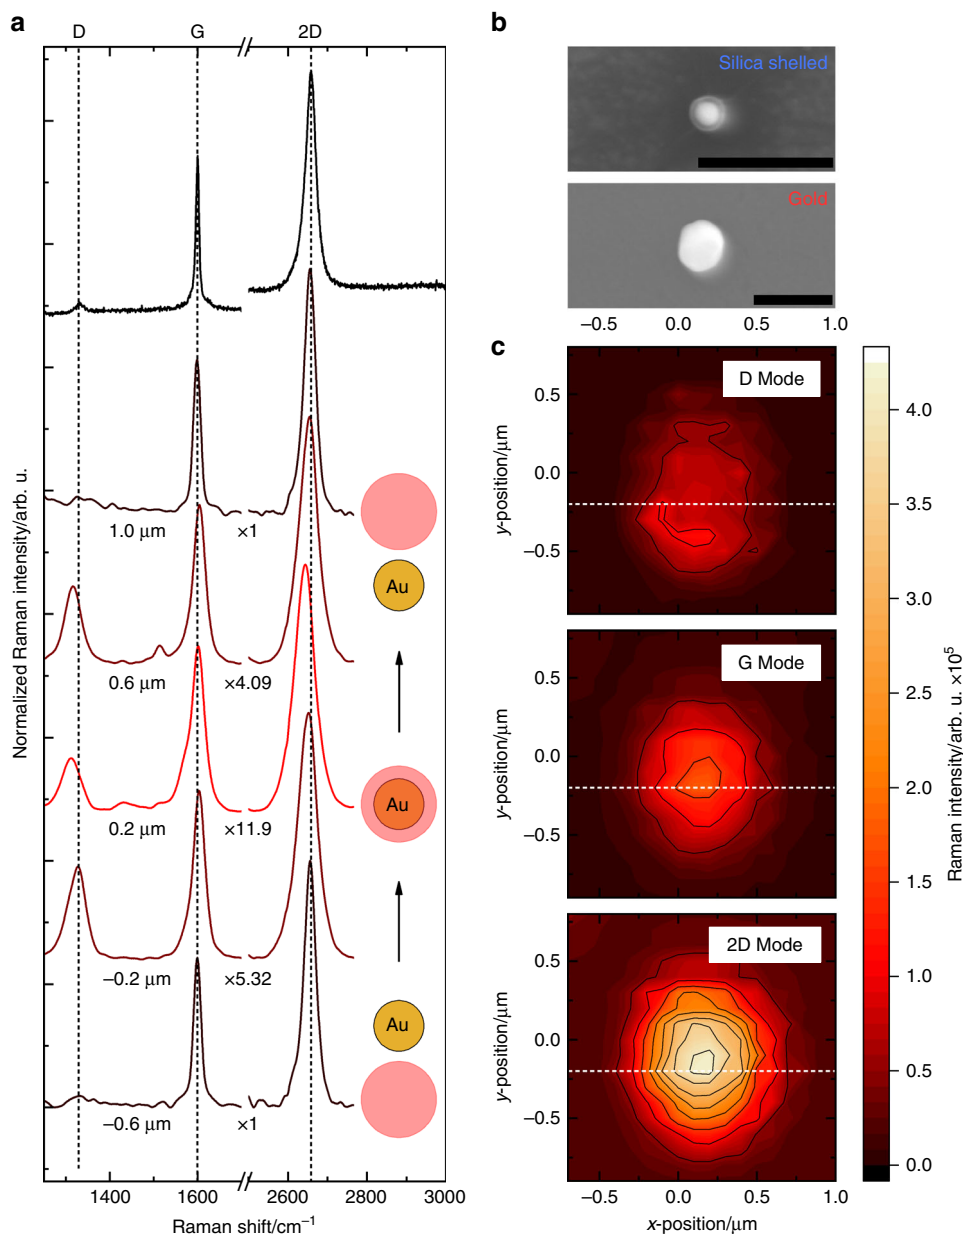 a
D
G
2D
Normalized Raman intensity/arb. u.
1.0 μm
×1
Au
0.6 μm
×4.09
Au
0.2 μm
×11.9
−0.2 μm
×5.32
Au
−0.6 μm
×1
1400
1600
2600
2800
3000
Raman shift/cm⁻¹
b
Silica shelled
Gold
−0.5
0.0
0.5
1.0
c
D Mode
0.5
0.0
−0.5
y-position/μm
G Mode
0.5
0.0
−0.5
y-position/μm
2D Mode
0.5
0.0
−0.5
y-position/μm
−0.5
0.0
0.5
1.0
x-position/μm
4.0
3.5
3.0
2.5
2.0
1.5
1.0
0.5
0.0
Raman intensity/arb. u. ×10⁵